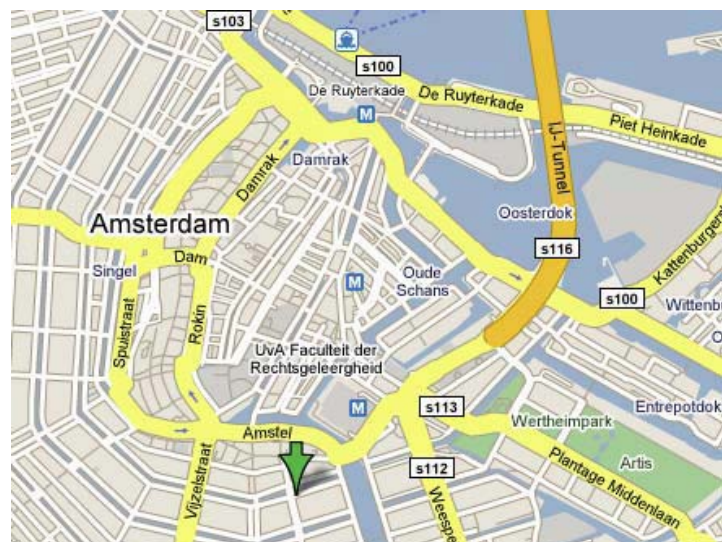 s103
s100
De Ruyterkade
De Ruyterkade
Piet Heinkade
M
Damrak
Damrak
IJ-Tunnel
Oosterdok
Amsterdam
s116
Dam
Singel
Oude
Schans
M
s100
Kattenburger
Wittenbu
Spuistraat
Rokin
UvA Faculteit der
Rechtsgeleergheid
M
s113
Entrepotdok
Wertheimpark
Amstel
Artis
s112
Vijzelstraat
Weespe
Plantage Middenlaan